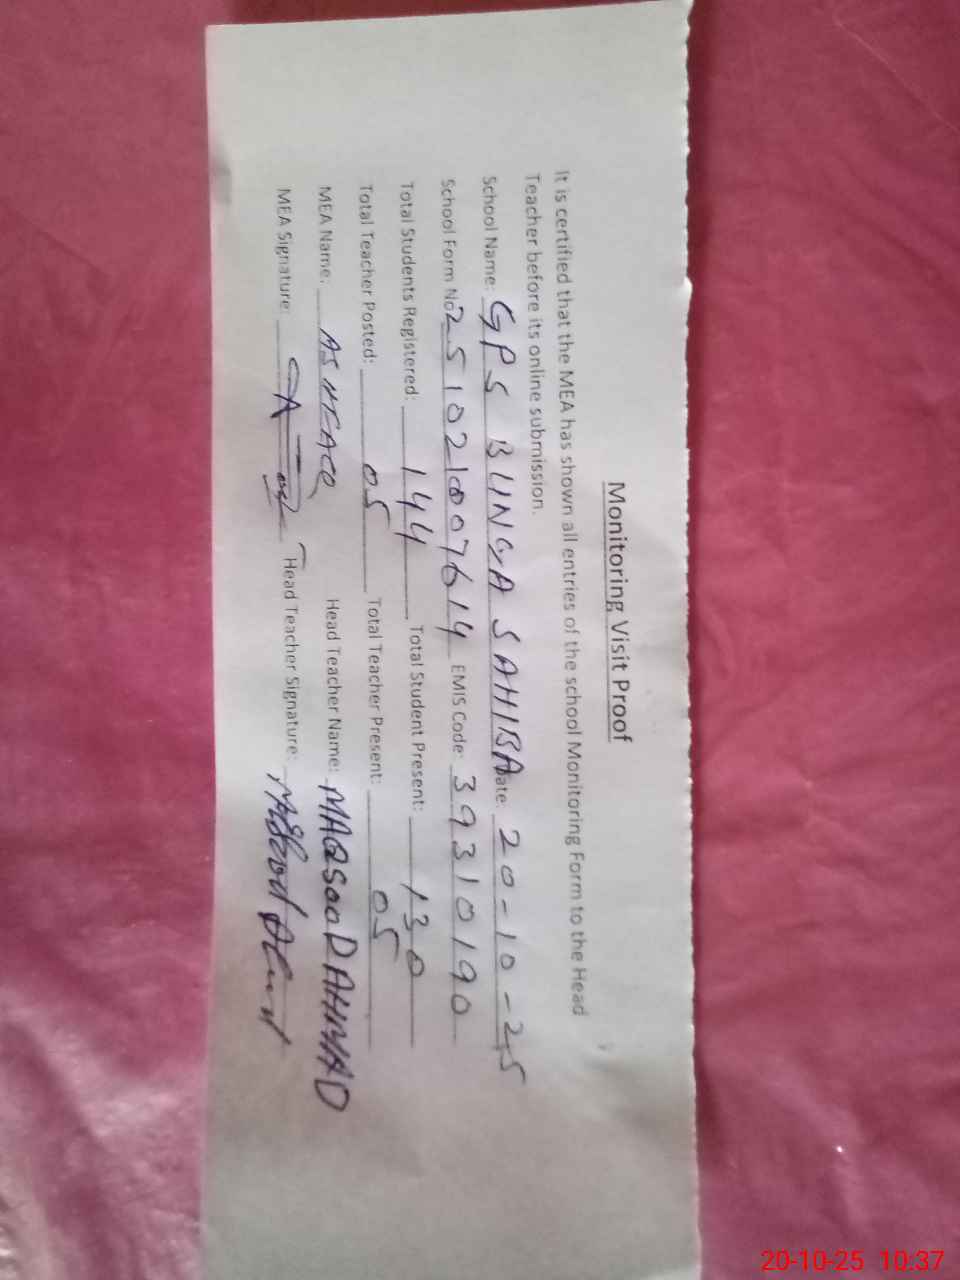 Monitoring Visit Proof
It is certified that the MEA has shown all entries of the school Monitoring Form to the Head
Teacher before its online submission.
School Name: GPS BUNGA SAHIBA Date: 20-10-25
School Form No 251021007614 EMIS Code: 39310190
Total Students Registered: 144 Total Student Present: 130
Total Teacher Posted: 05 Total Teacher Present: 05
MEA Name: Head Teacher Name: MAQSOOD AHMAD
MEA Signature: Head Teacher Signature:
20-10-25 10:37